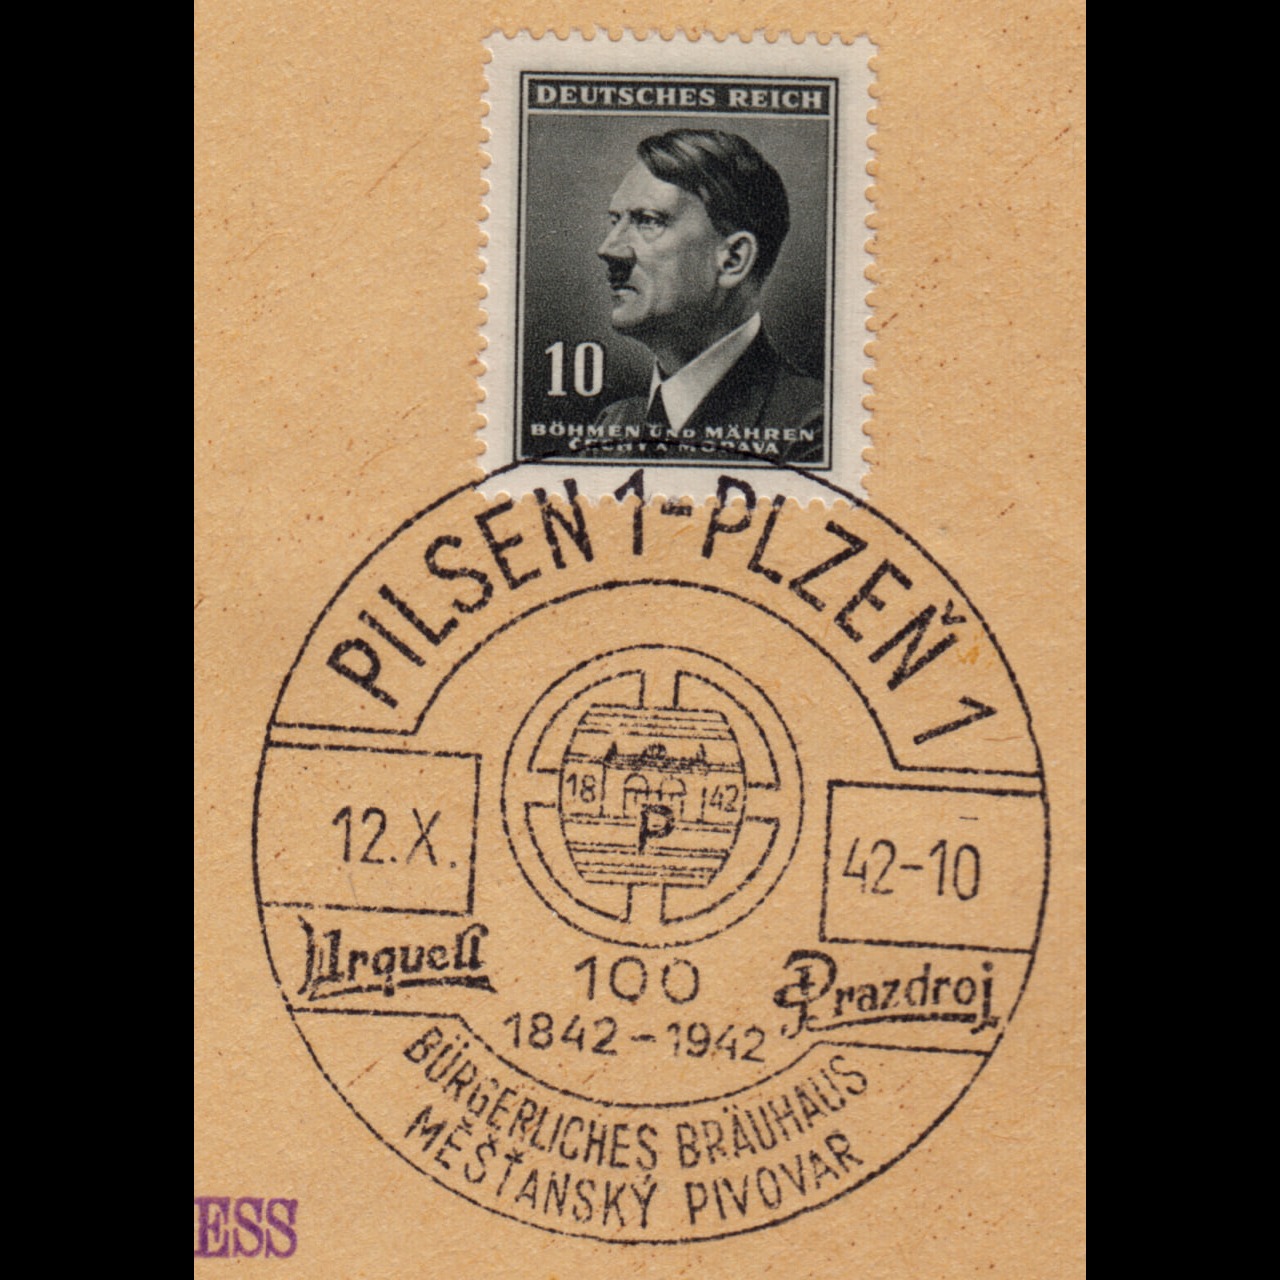 DEUTSCHES REICH
10
BÖHMEN UND MÄHREN
ČECHY A MORAVA
PILSEN 1 - PLZEŇ 1
18 42
P
12.X. 42-10
Urquell Prazdroj
100
1842-1942
BÜRGERLICHES BRÄUHAUS
MĚŠŤANSKÝ PIVOVAR
ESS